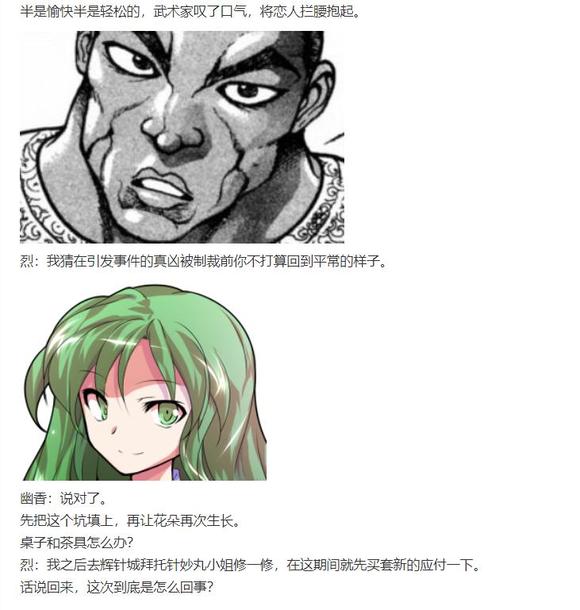 半是愉快半是轻松的，武术家叹了口气，将恋人拦腰抱起。
烈：我猜在引发事件的真凶被制裁前你不打算回到平常的样子。
幽香：说对了。
先把这个坑填上，再让花朵再次生长。
桌子和茶具怎么办？
烈：我之后去辉针城拜托针妙丸小姐修一修，在这期间就先买套新的应付一下。
话说回来，这次到底是怎么回事？